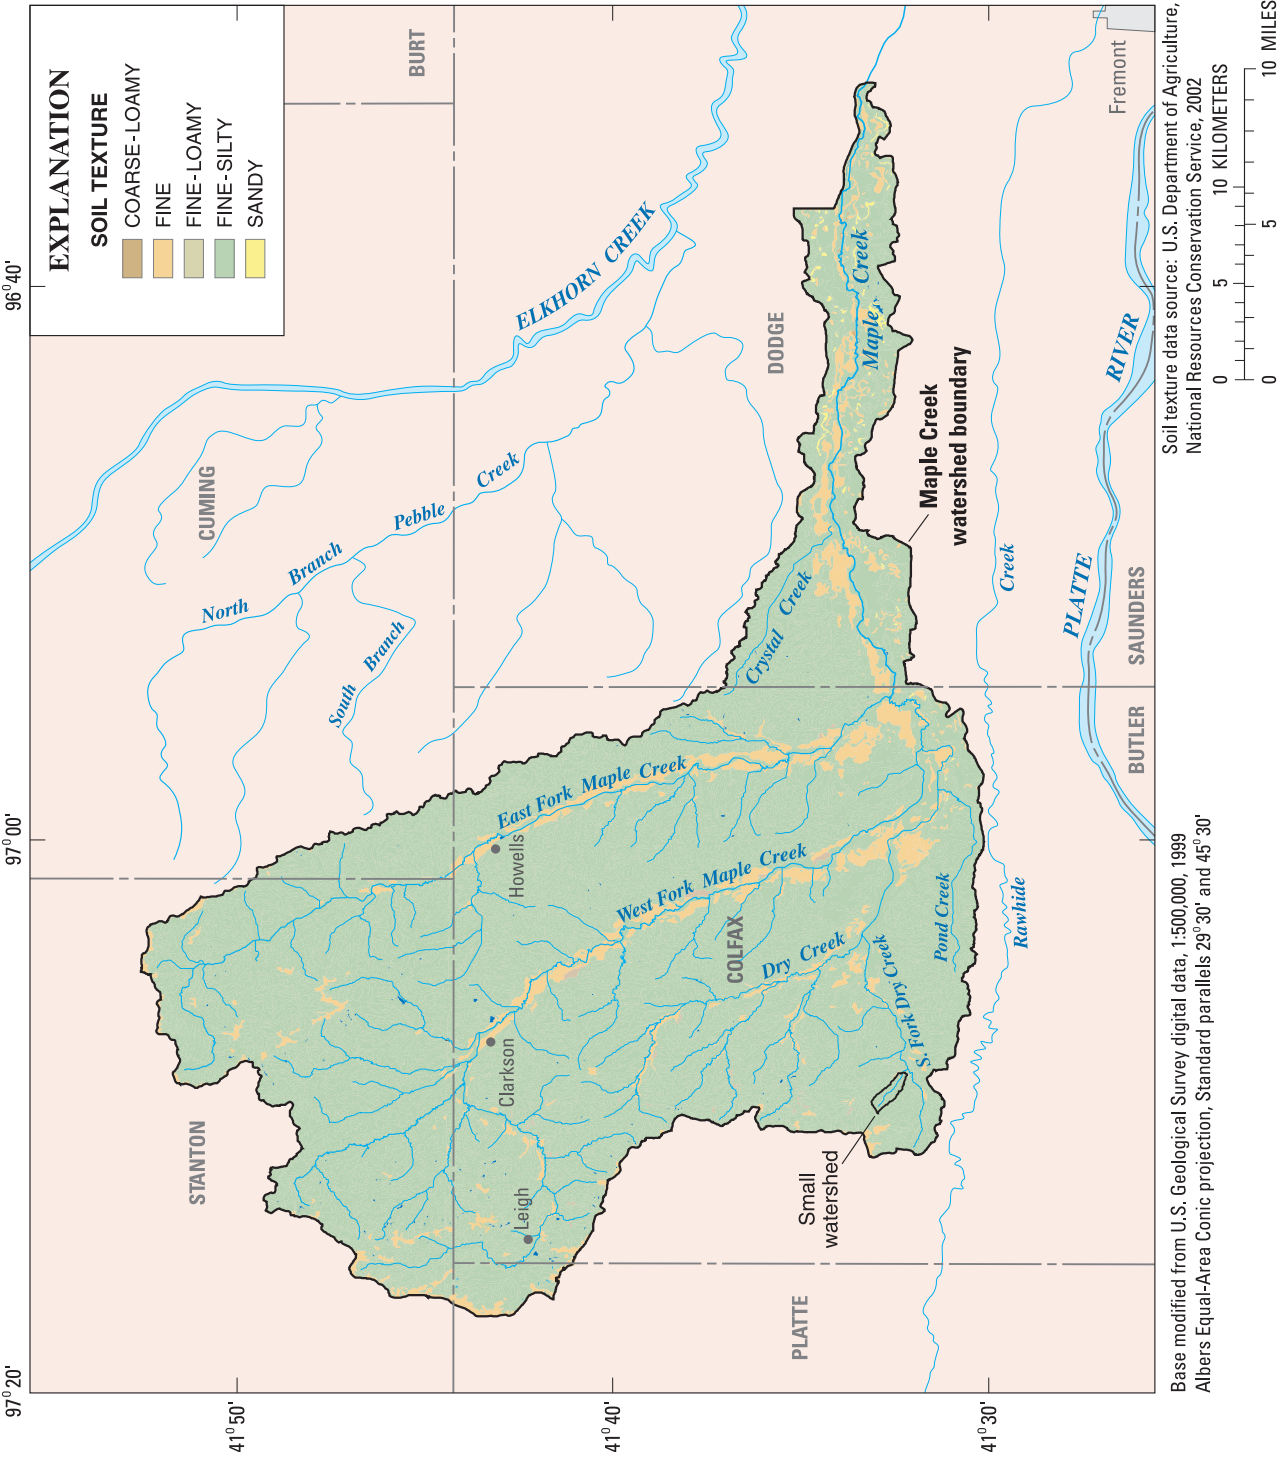 EXPLANATION
SOIL TEXTURE
COARSE-LOAMY
FINE
FINE-LOAMY
FINE-SILTY
SANDY
97°20'
97°00'
96°40'
41°50'
41°40'
41°30'
STANTON
CUMING
BURT
PLATTE
COLFAX
DODGE
BUTLER
SAUNDERS
North Branch Pebble Creek
South Branch
ELKHORN CREEK
East Fork Maple Creek
West Fork Maple Creek
Dry Creek
S. Fork Dry Creek
Pond Creek
Crystal Creek
Maple Creek
Rawhide Creek
PLATTE RIVER
Leigh
Clarkson
Howells
Fremont
Small
watershed
Maple Creek
watershed boundary
Base modified from U.S. Geological Survey digital data, 1:500,000, 1999
Albers Equal-Area Conic projection, Standard parallels 29°30' and 45°30'
Soil texture data source: U.S. Department of Agriculture,
National Resources Conservation Service, 2002
0 5 10 KILOMETERS
0 5 10 MILES